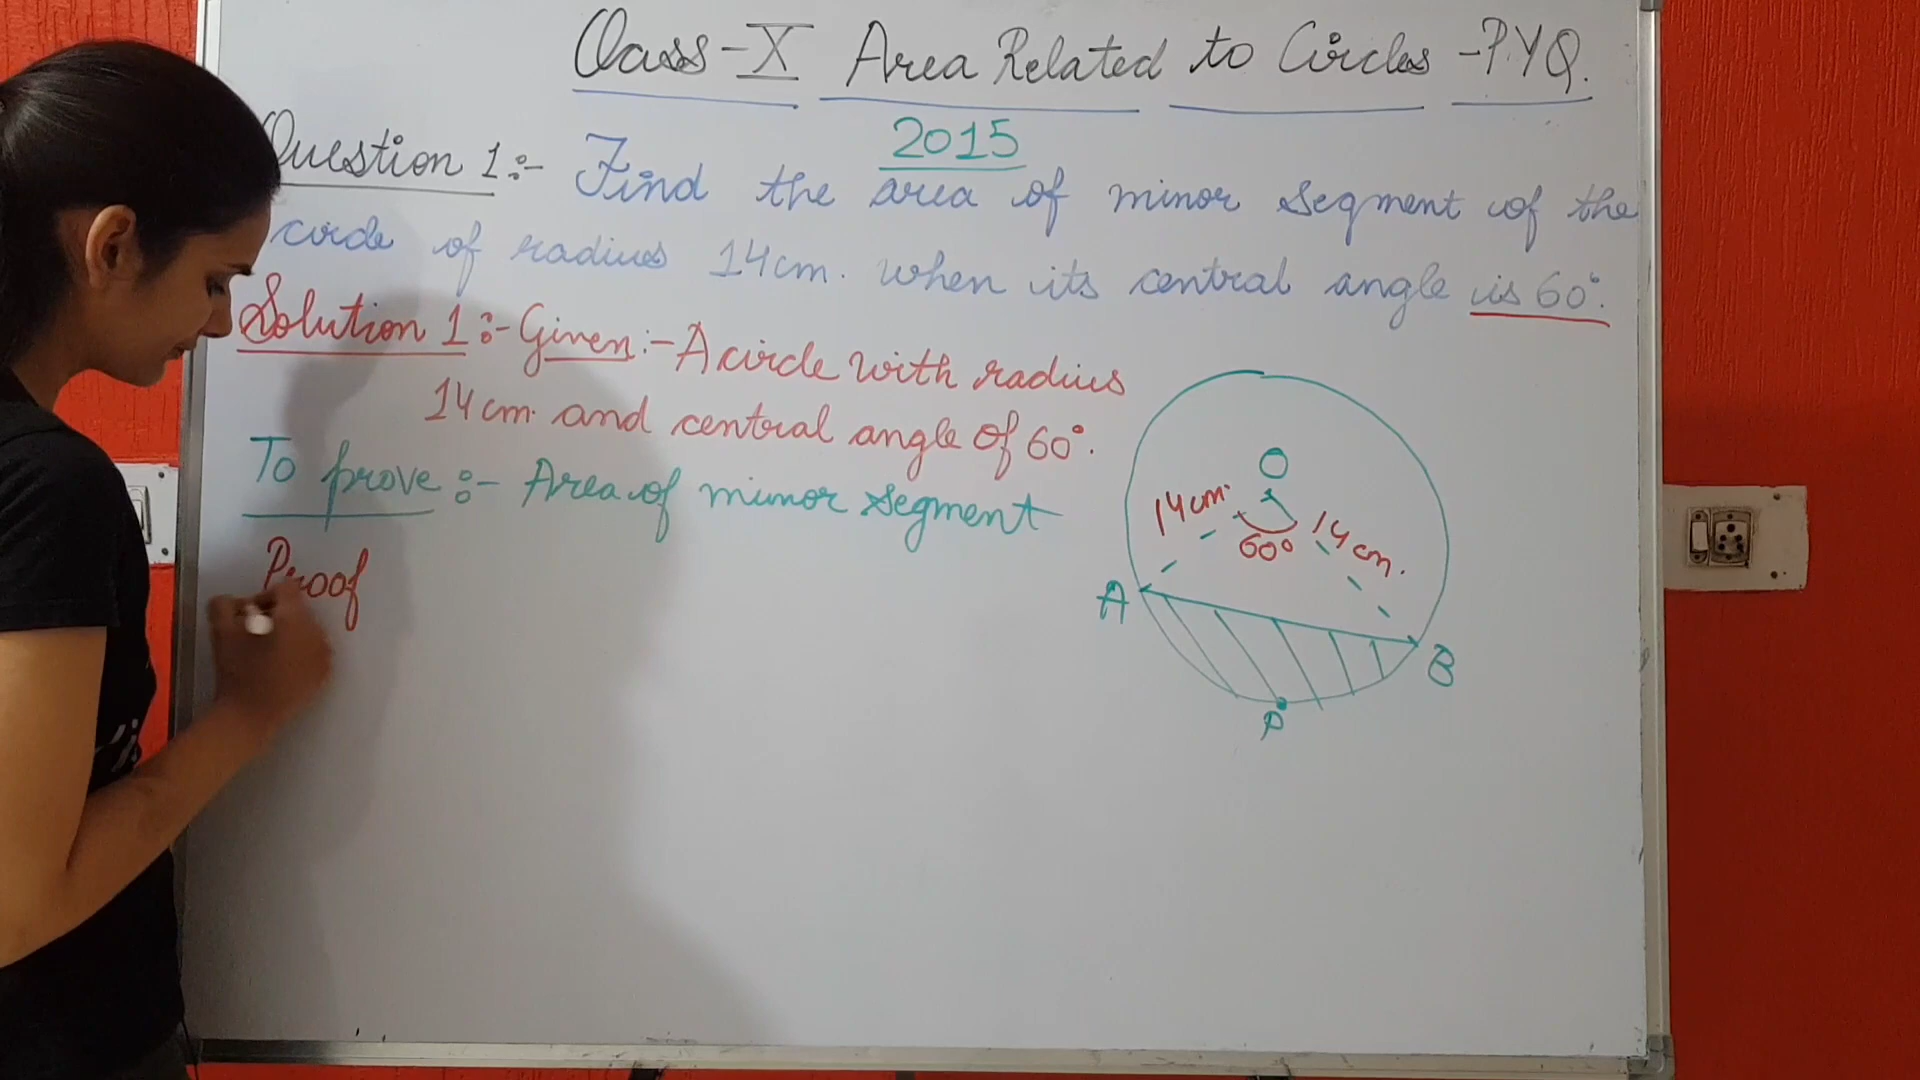 Class-X Area Related to Circles -PYQ.
2015
Question 1:- Find the area of minor segment of the
circle of radius 14cm. when its central angle is 60°.
Solution 1:- Given:- A circle with radius
14cm. and central angle of 60°.
To prove:- Area of minor segment
Proof
O
14cm.
14cm.
60°
A
B
P